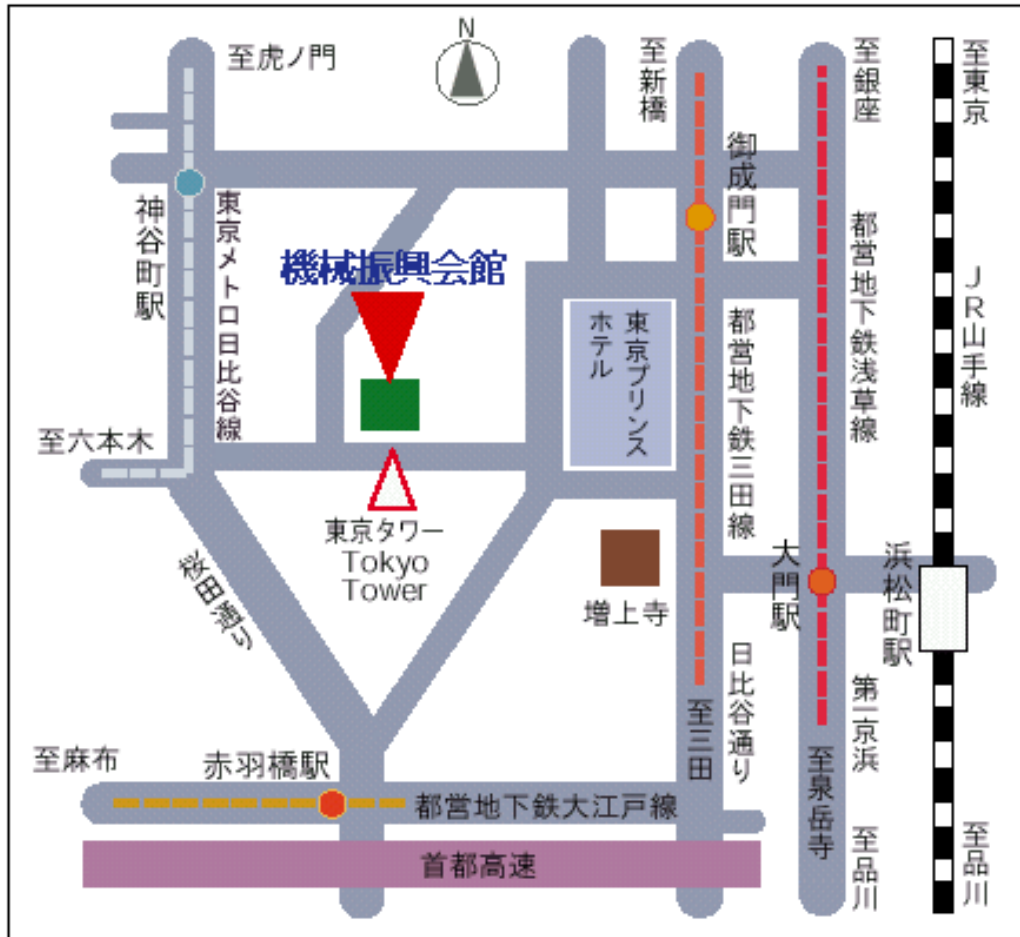 N
至虎ノ門
至新橋
至銀座
至東京
御成門駅
神谷町駅
東京メトロ日比谷線
機械振興会館
都営地下鉄浅草線
JR山手線
東京プリンス
ホテル
都営地下鉄三田線
至六本木
東京タワー
Tokyo
Tower
桜田通り
増上寺
大門駅
浜松町駅
日比谷通り
至三田
第一京浜
至泉岳寺
至麻布
赤羽橋駅
都営地下鉄大江戸線
首都高速
至品川
至品川